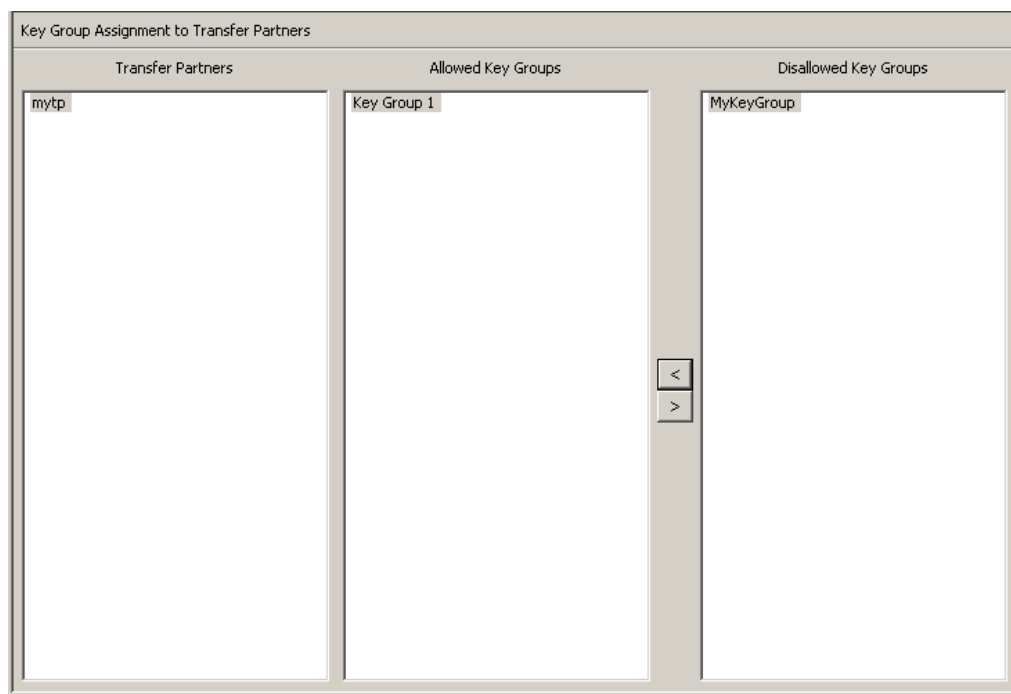 Key Group Assignment to Transfer Partners
Transfer Partners Allowed Key Groups Disallowed Key Groups
mytp Key Group 1 MyKeyGroup
<
>